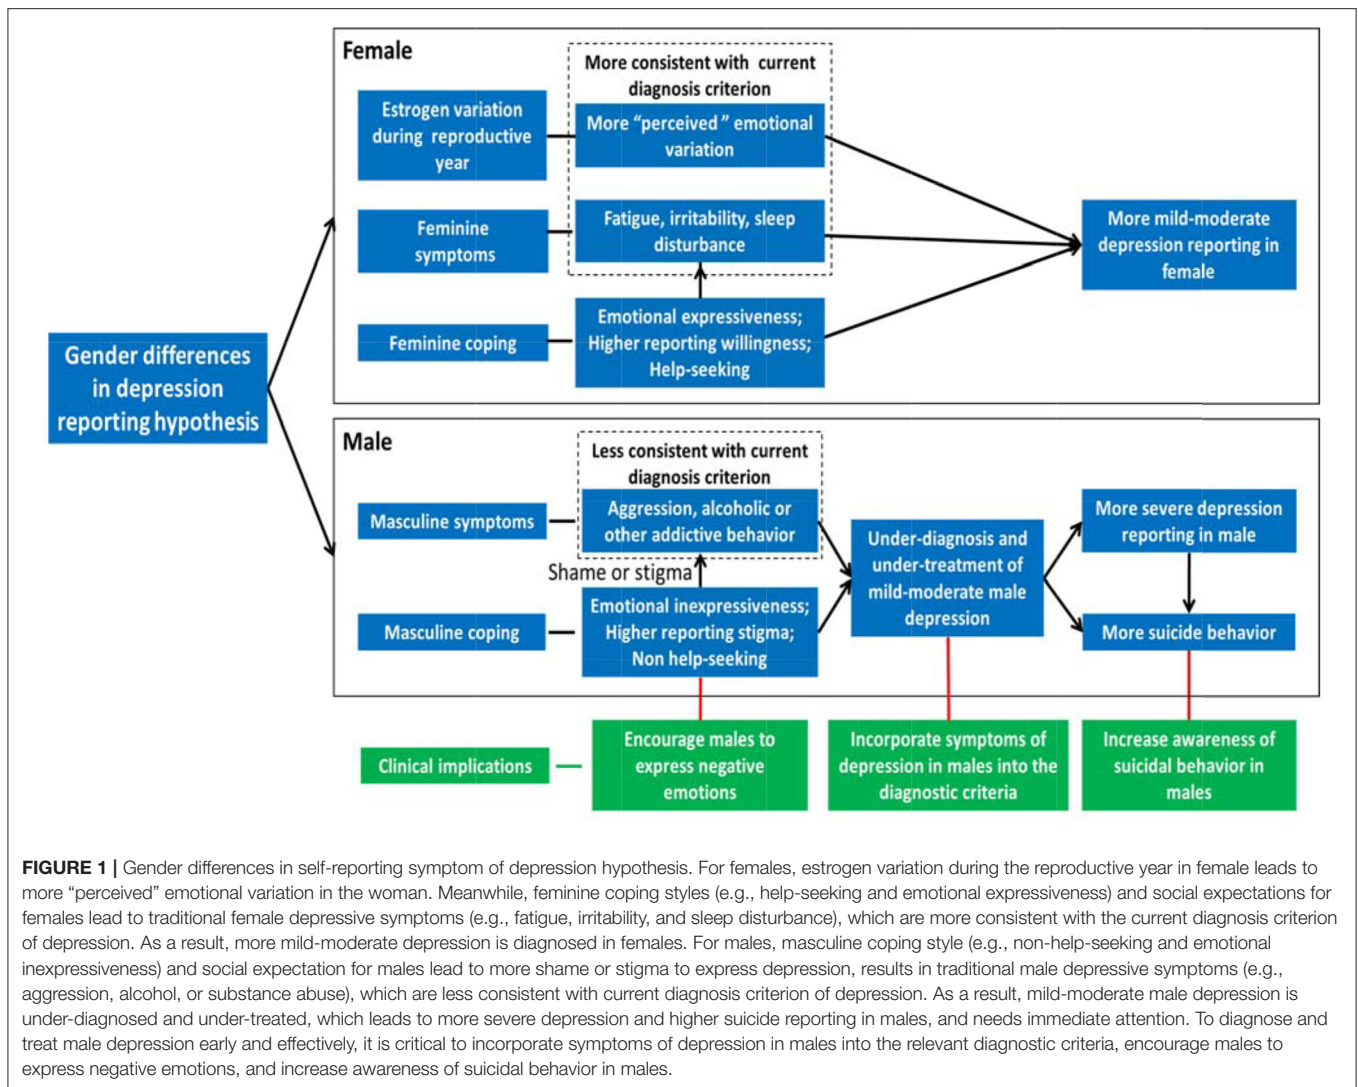 Female
More consistent with current
diagnosis criterion
Estrogen variation
during reproductive
year
More “perceived ” emotional
variation
Feminine
symptoms
Fatigue, irritability, sleep
disturbance
More mild-moderate
depression reporting in
female
Feminine coping
Emotional expressiveness;
Higher reporting willingness;
Help-seeking
Gender differences
in depression
reporting hypothesis
Male
Less consistent with current
diagnosis criterion
Masculine symptoms
Aggression, alcoholic or
other addictive behavior
Shame or stigma
Masculine coping
Emotional inexpressiveness;
Higher reporting stigma;
Non help-seeking
Under-diagnosis and
under-treatment of
mild-moderate male
depression
More severe depression
reporting in male
More suicide behavior
Clinical implications
Encourage males to
express negative
emotions
Incorporate symptoms of
depression in males into the
diagnostic criteria
Increase awareness of
suicidal behavior in
males
FIGURE 1 | Gender differences in self-reporting symptom of depression hypothesis. For females, estrogen variation during the reproductive year in female leads to
more “perceived” emotional variation in the woman. Meanwhile, feminine coping styles (e.g., help-seeking and emotional expressiveness) and social expectations for
females lead to traditional female depressive symptoms (e.g., fatigue, irritability, and sleep disturbance), which are more consistent with the current diagnosis criterion
of depression. As a result, more mild-moderate depression is diagnosed in females. For males, masculine coping style (e.g., non-help-seeking and emotional
inexpressiveness) and social expectation for males lead to more shame or stigma to express depression, results in traditional male depressive symptoms (e.g.,
aggression, alcohol, or substance abuse), which are less consistent with current diagnosis criterion of depression. As a result, mild-moderate male depression is
under-diagnosed and under-treated, which leads to more severe depression and higher suicide reporting in males, and needs immediate attention. To diagnose and
treat male depression early and effectively, it is critical to incorporate symptoms of depression in males into the relevant diagnostic criteria, encourage males to
express negative emotions, and increase awareness of suicidal behavior in males.